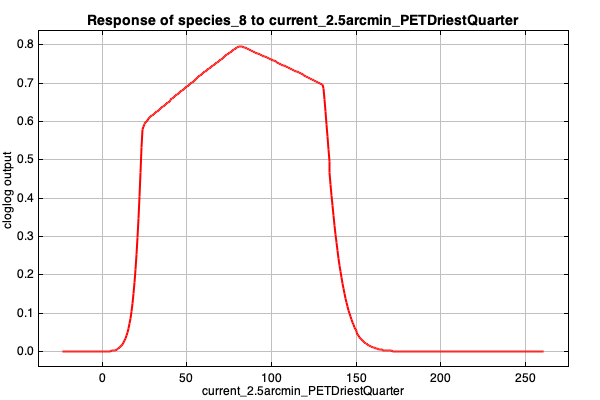 Response of species_8 to current_2.5arcmin_PETDriestQuarter
0.8
0.7
0.6
0.5
0.4
0.3
0.2
0.1
0.0
cloglog output
0 50 100 150 200 250
current_2.5arcmin_PETDriestQuarter